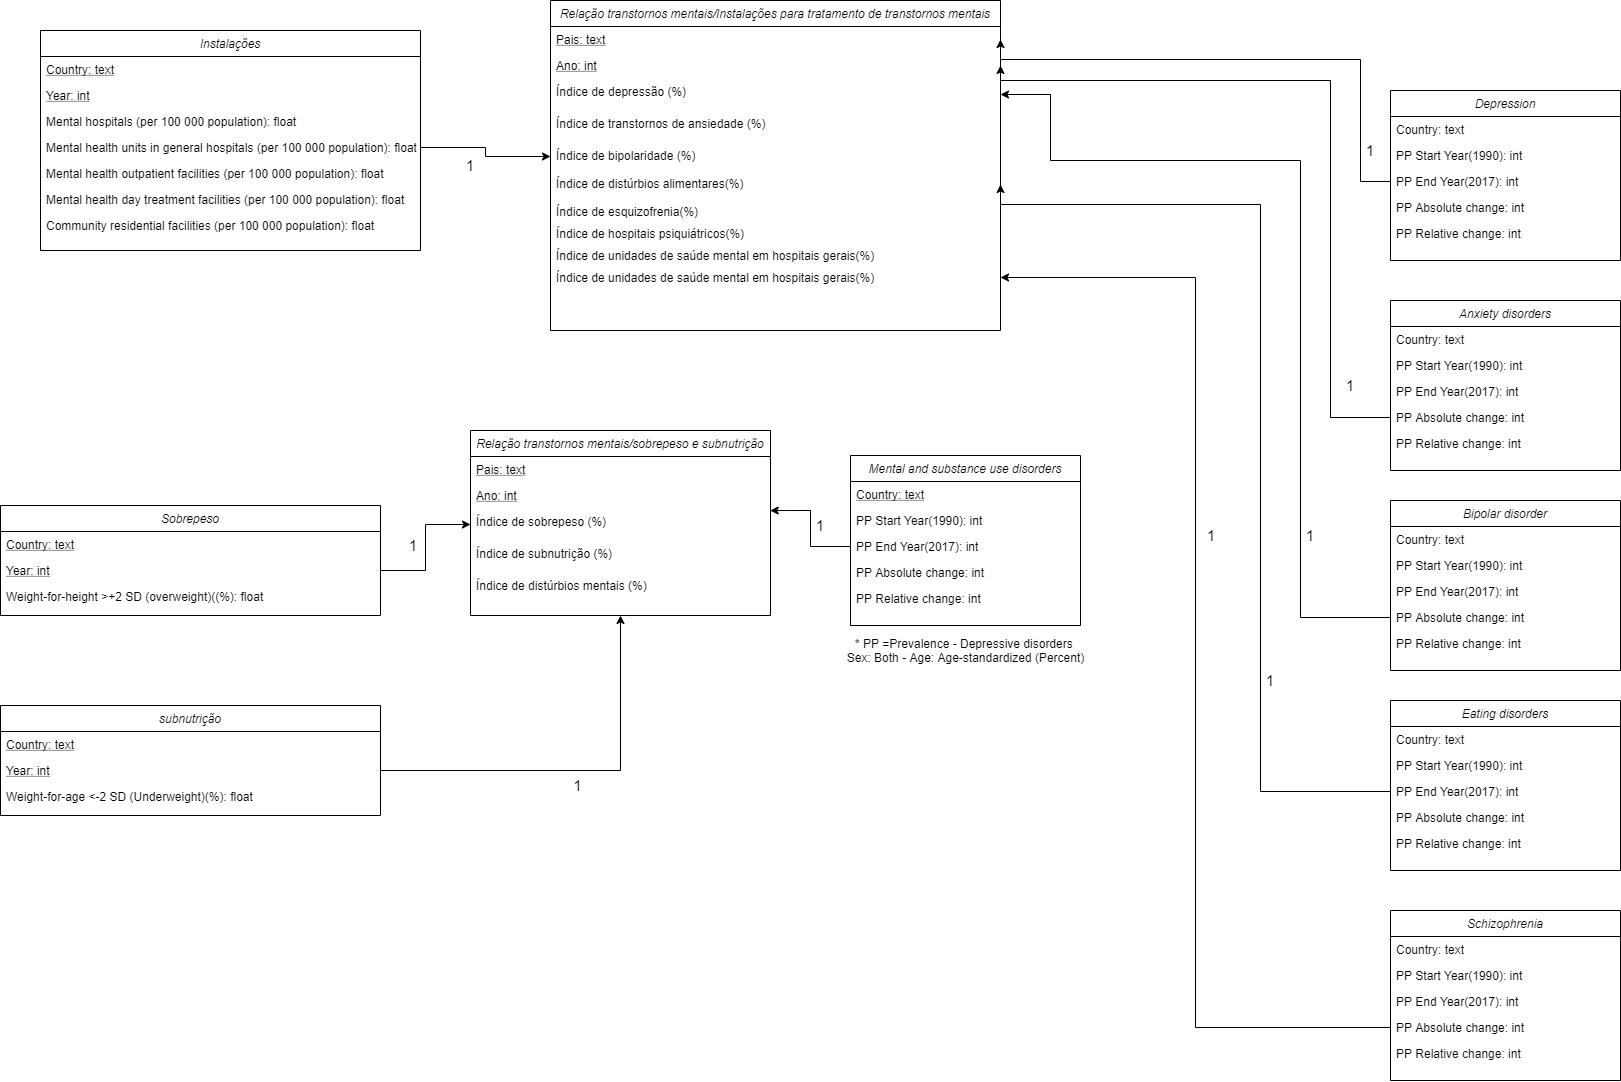 Relação transtornos mentais/Instalações para tratamento de transtornos mentais
Pais: text
Ano: int
Índice de depressão (%)
Índice de transtornos de ansiedade (%)
Índice de bipolaridade (%)
Índice de distúrbios alimentares(%)
Índice de esquizofrenia(%)
Índice de hospitais psiquiátricos(%)
Índice de unidades de saúde mental em hospitais gerais(%)
Índice de unidades de saúde mental em hospitais gerais(%)
Instalações
Country: text
Year: int
Mental hospitals (per 100 000 population): float
Mental health units in general hospitals (per 100 000 population): float
Mental health outpatient facilities (per 100 000 population): float
Mental health day treatment facilities (per 100 000 population): float
Community residential facilities (per 100 000 population): float
1
Depression
Country: text
PP Start Year(1990): int
PP End Year(2017): int
PP Absolute change: int
PP Relative change: int
1
Anxiety disorders
Country: text
PP Start Year(1990): int
PP End Year(2017): int
PP Absolute change: int
PP Relative change: int
1
Relação transtornos mentais/sobrepeso e subnutrição
Pais: text
Ano: int
Índice de sobrepeso (%)
Índice de subnutrição (%)
Índice de distúrbios mentais (%)
Mental and substance use disorders
Country: text
PP Start Year(1990): int
PP End Year(2017): int
PP Absolute change: int
PP Relative change: int
1
* PP =Prevalence - Depressive disorders
Sex: Both - Age: Age-standardized (Percent)
Sobrepeso
Country: text
Year: int
Weight-for-height >+2 SD (overweight)((%): float
1
Bipolar disorder
Country: text
PP Start Year(1990): int
PP End Year(2017): int
PP Absolute change: int
PP Relative change: int
1
1
subnutrição
Country: text
Year: int
Weight-for-age <-2 SD (Underweight)(%): float
1
Eating disorders
Country: text
PP Start Year(1990): int
PP End Year(2017): int
PP Absolute change: int
PP Relative change: int
1
Schizophrenia
Country: text
PP Start Year(1990): int
PP End Year(2017): int
PP Absolute change: int
PP Relative change: int